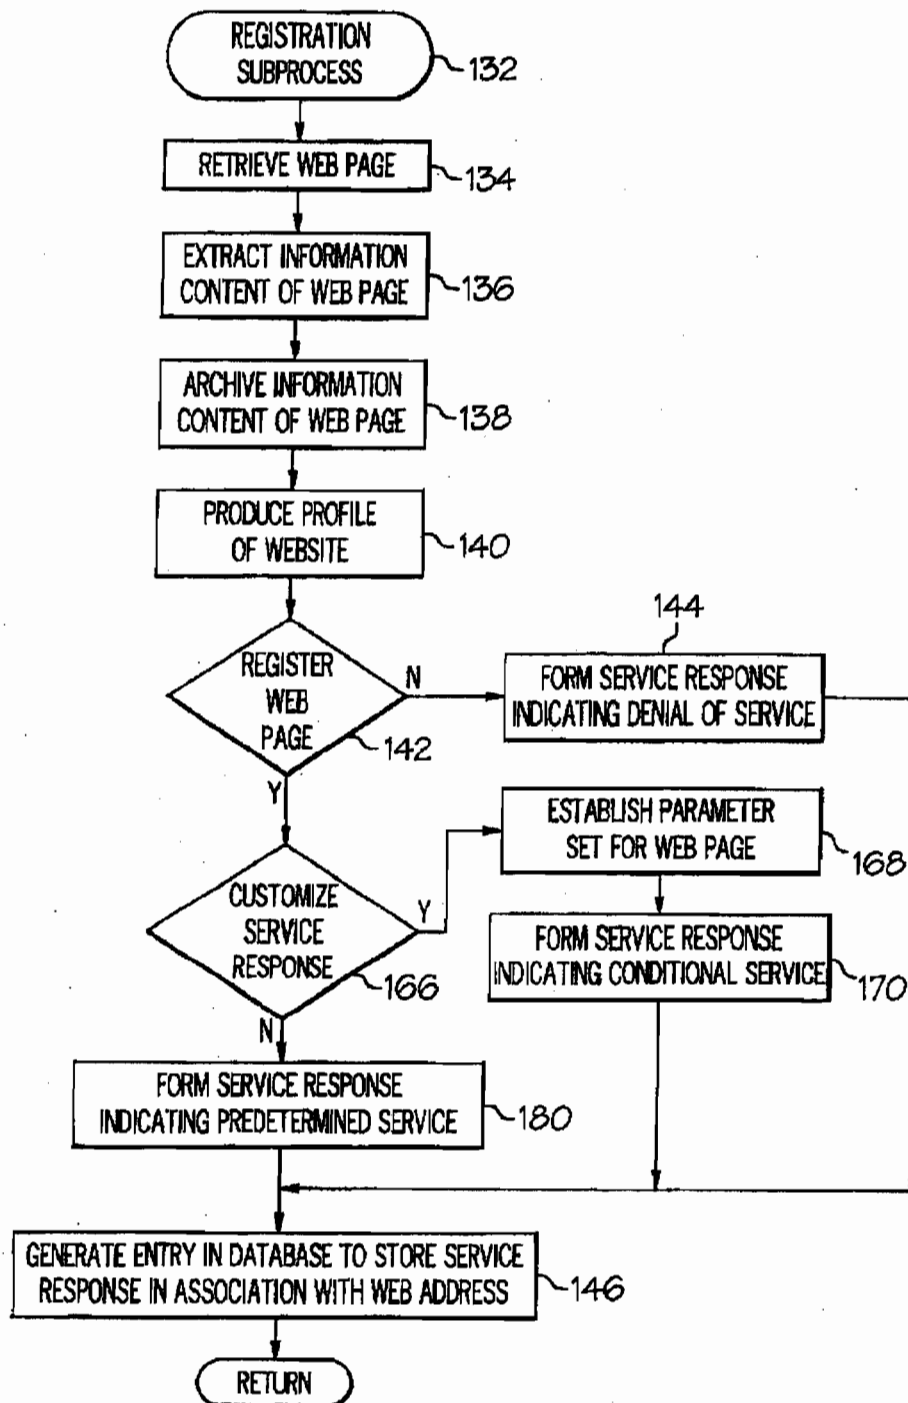 REGISTRATION
SUBPROCESS
132
RETRIEVE WEB PAGE
134
EXTRACT INFORMATION
CONTENT OF WEB PAGE
136
ARCHIVE INFORMATION
CONTENT OF WEB PAGE
138
PRODUCE PROFILE
OF WEBSITE
140
REGISTER
WEB
PAGE
142
N
Y
144
FORM SERVICE RESPONSE
INDICATING DENIAL OF SERVICE
CUSTOMIZE
SERVICE
RESPONSE
166
Y
N
ESTABLISH PARAMETER
SET FOR WEB PAGE
168
FORM SERVICE RESPONSE
INDICATING CONDITIONAL SERVICE
170
FORM SERVICE RESPONSE
INDICATING PREDETERMINED SERVICE
180
GENERATE ENTRY IN DATABASE TO STORE SERVICE
RESPONSE IN ASSOCIATION WITH WEB ADDRESS
146
RETURN